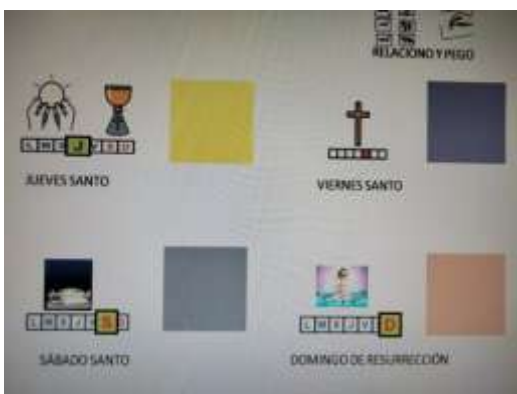 RELACIONO Y PEGO
L M X J V S D
JUEVES SANTO
VIERNES SANTO
L M X J S D
L M X J V D
SÁBADO SANTO
DOMINGO DE RESURRECCIÓN